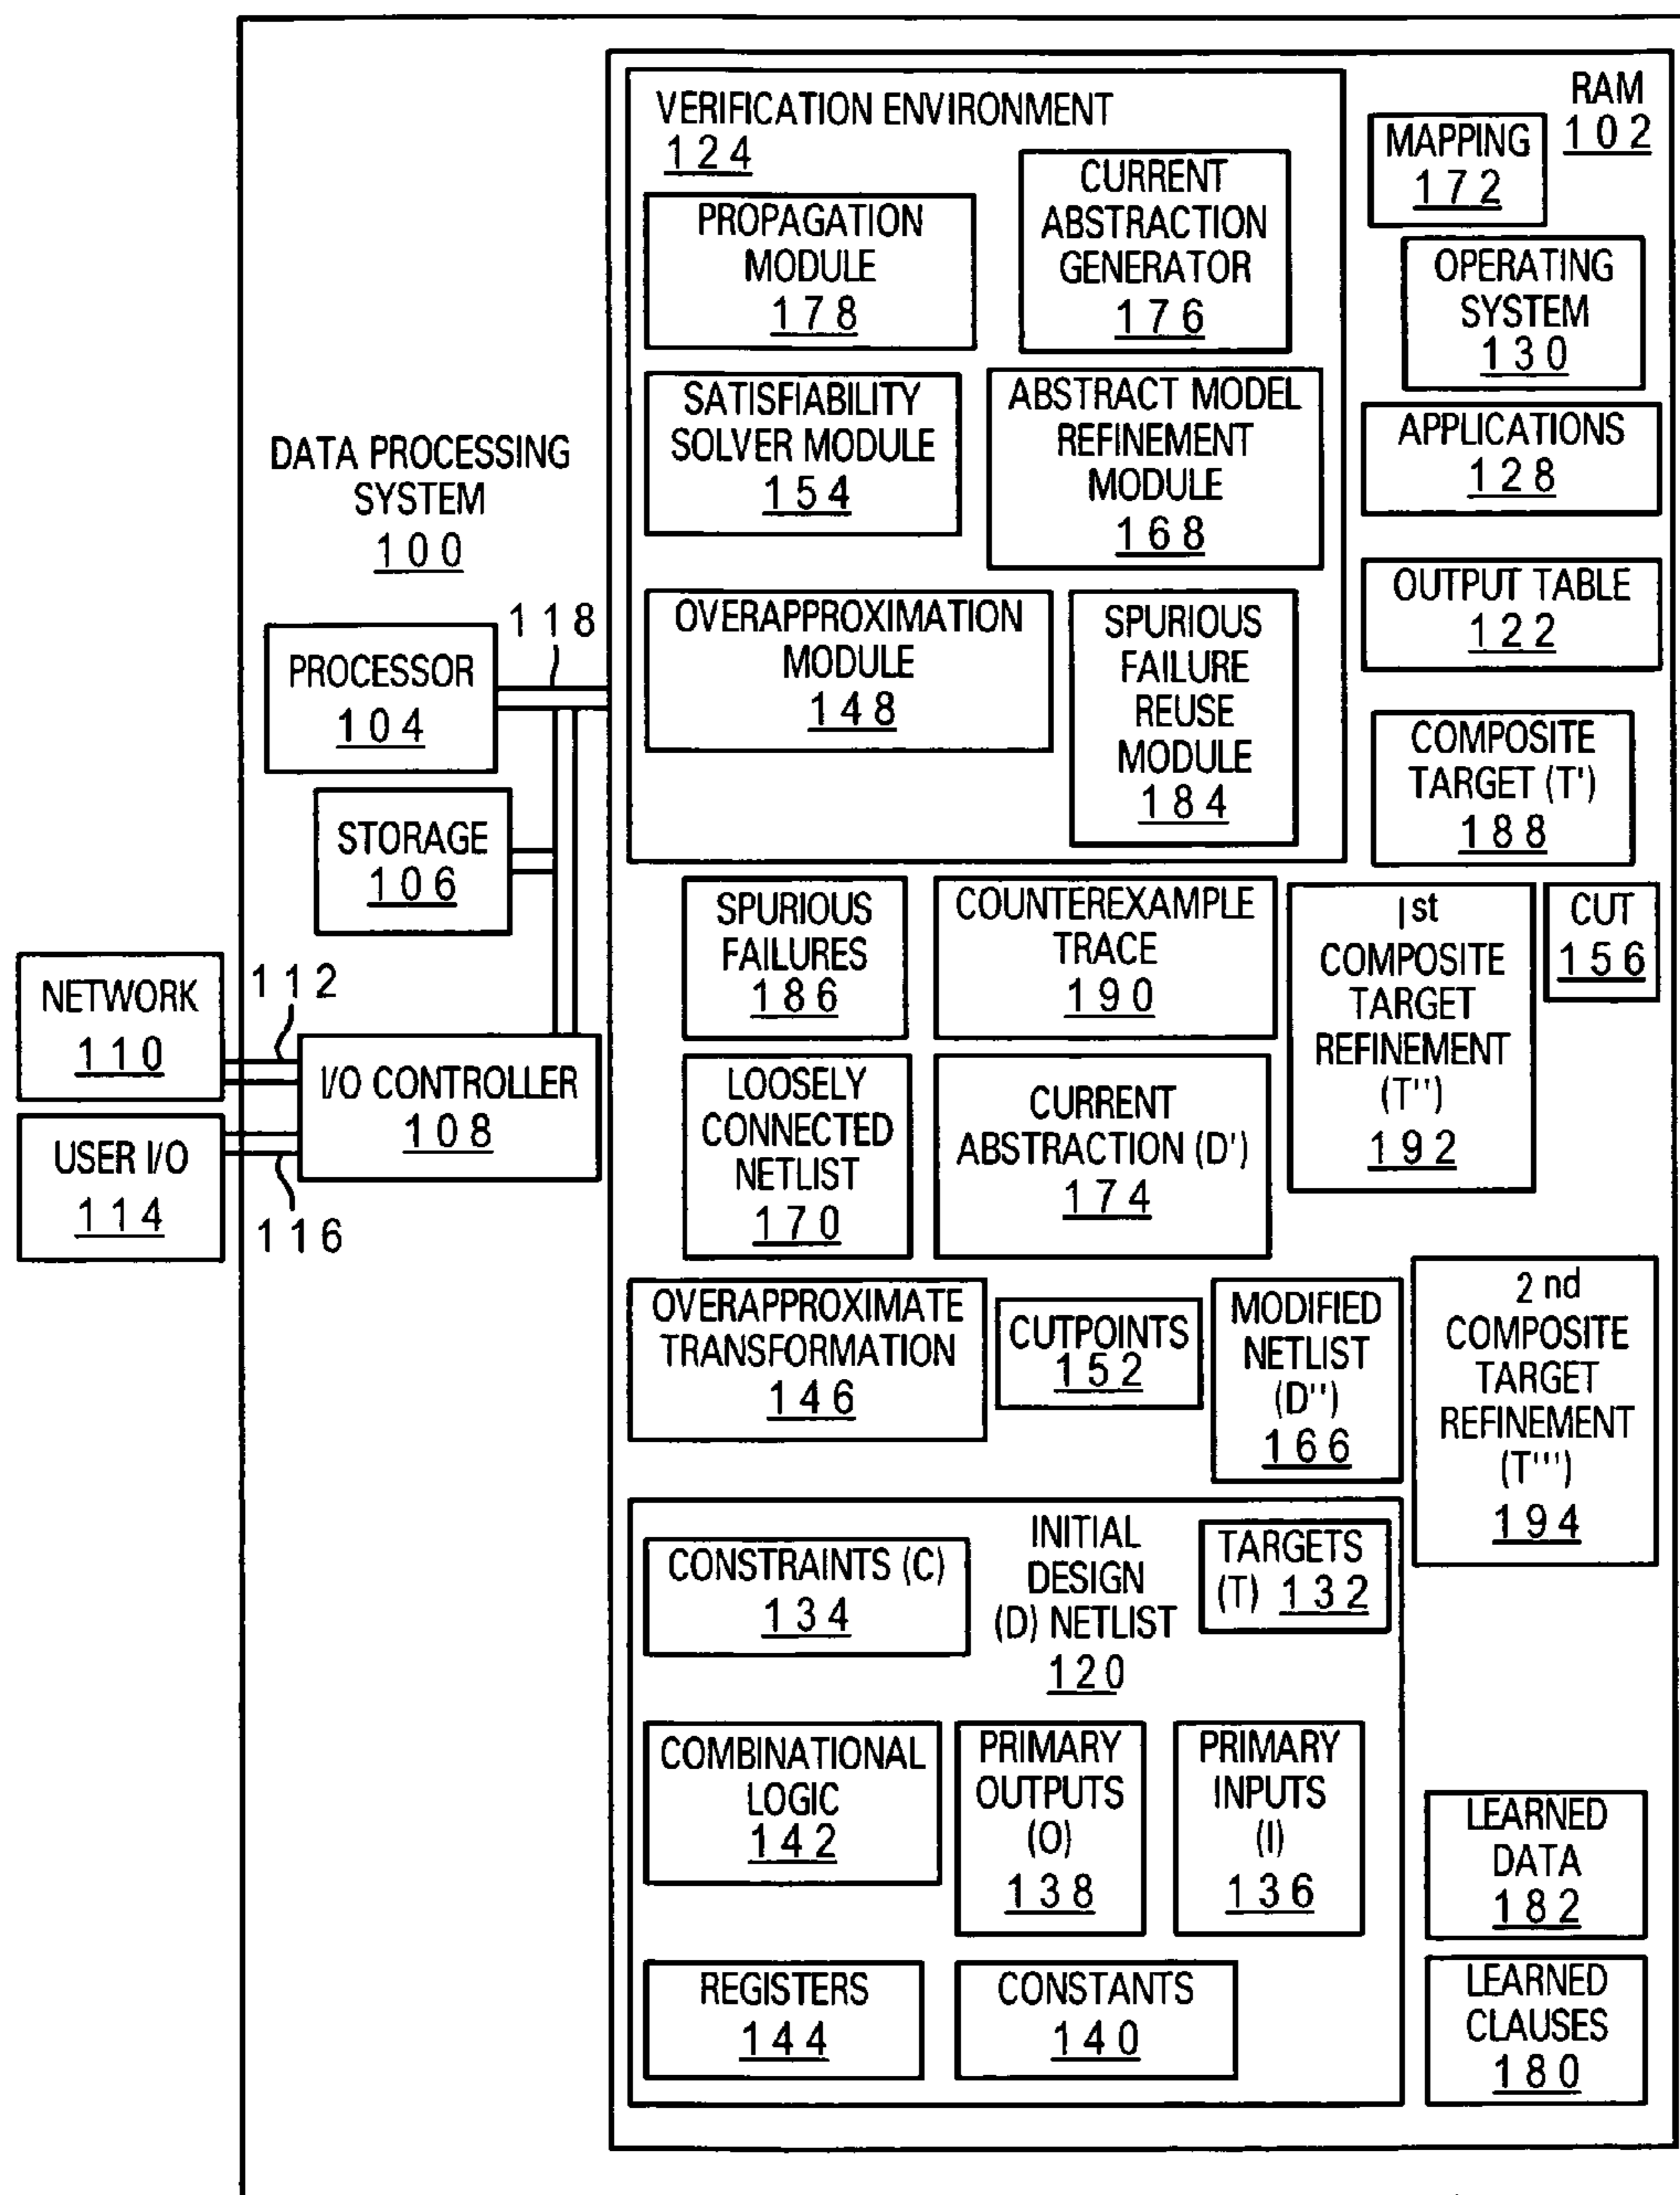 DATA PROCESSING
SYSTEM
100
PROCESSOR
104
118
STORAGE
106
NETWORK
110
112
USER I/O
114
116
I/O CONTROLLER
108
RAM
102
VERIFICATION ENVIRONMENT
124
PROPAGATION
MODULE
178
CURRENT
ABSTRACTION
GENERATOR
176
SATISFIABILITY
SOLVER MODULE
154
ABSTRACT MODEL
REFINEMENT
MODULE
168
OVERAPPROXIMATION
MODULE
148
SPURIOUS
FAILURE
REUSE
MODULE
184
MAPPING
172
OPERATING
SYSTEM
130
APPLICATIONS
128
OUTPUT TABLE
122
COMPOSITE
TARGET (T')
188
SPURIOUS
FAILURES
186
COUNTEREXAMPLE
TRACE
190
1st
COMPOSITE
TARGET
REFINEMENT
(T'')
192
CUT
156
LOOSELY
CONNECTED
NETLIST
170
CURRENT
ABSTRACTION (D')
174
OVERAPPROXIMATE
TRANSFORMATION
146
CUTPOINTS
152
MODIFIED
NETLIST
(D'')
166
2 nd
COMPOSITE
TARGET
REFINEMENT
(T''')
194
CONSTRAINTS (C)
134
INITIAL
DESIGN
(D) NETLIST
120
TARGETS
(T) 132
COMBINATIONAL
LOGIC
142
PRIMARY
OUTPUTS
(O)
138
PRIMARY
INPUTS
(I)
136
REGISTERS
144
CONSTANTS
140
LEARNED
DATA
182
LEARNED
CLAUSES
180